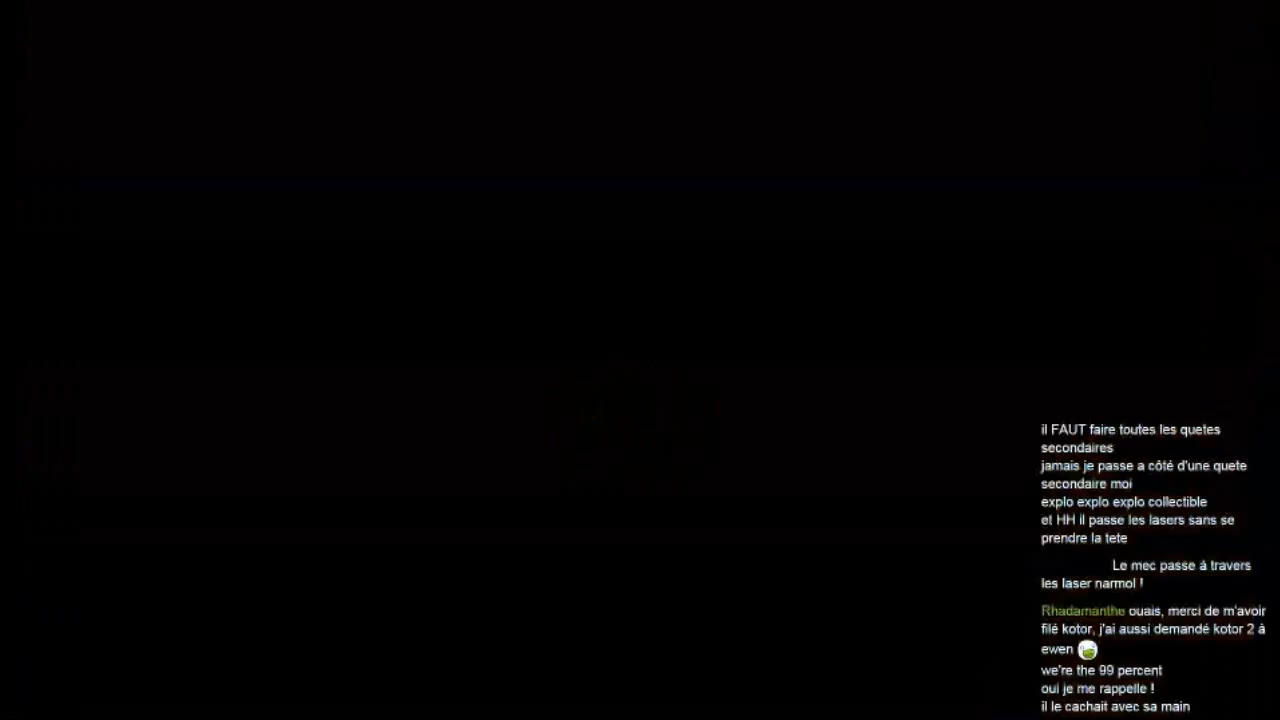 il FAUT faire toutes les quetes
secondaires
jamais je passe a côté d'une quete
secondaire moi
explo explo explo collectible
et HH il passe les lasers sans se
prendre la tete
Le mec passe à travers
les laser narmol !
Rhadamanthe ouais, merci de m'avoir
filé kotor, j'ai aussi demandé kotor 2 à
ewen
we're the 99 percent
oui je me rappelle !
il le cachait avec sa main